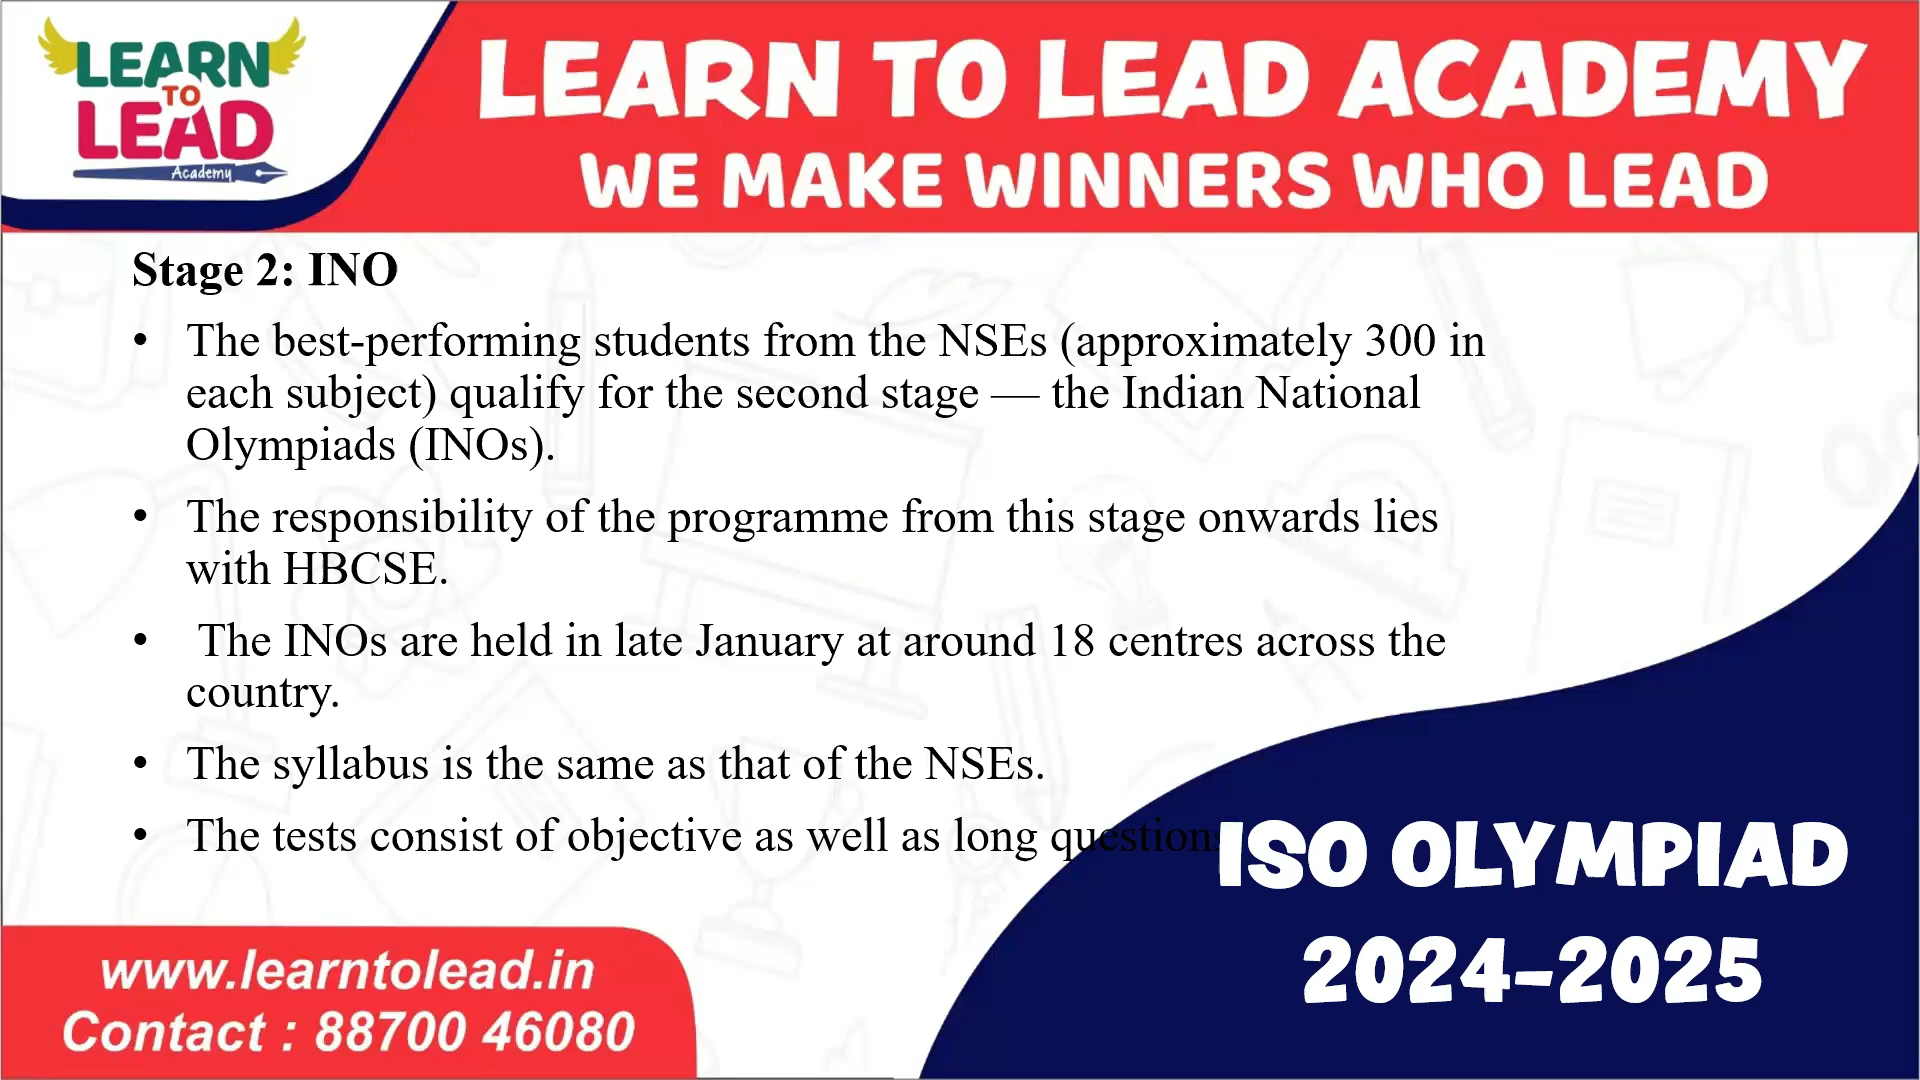 LEARN
TO
LEAD
Academy
LEARN TO LEAD ACADEMY
WE MAKE WINNERS WHO LEAD
Stage 2: INO
• The best-performing students from the NSEs (approximately 300 in
each subject) qualify for the second stage — the Indian National
Olympiads (INOs).
• The responsibility of the programme from this stage onwards lies
with HBCSE.
• The INOs are held in late January at around 18 centres across the
country.
• The syllabus is the same as that of the NSEs.
• The tests consist of objective as well as long questions
ISO OLYMPIAD
2024-2025
www.learntolead.in
Contact : 88700 46080